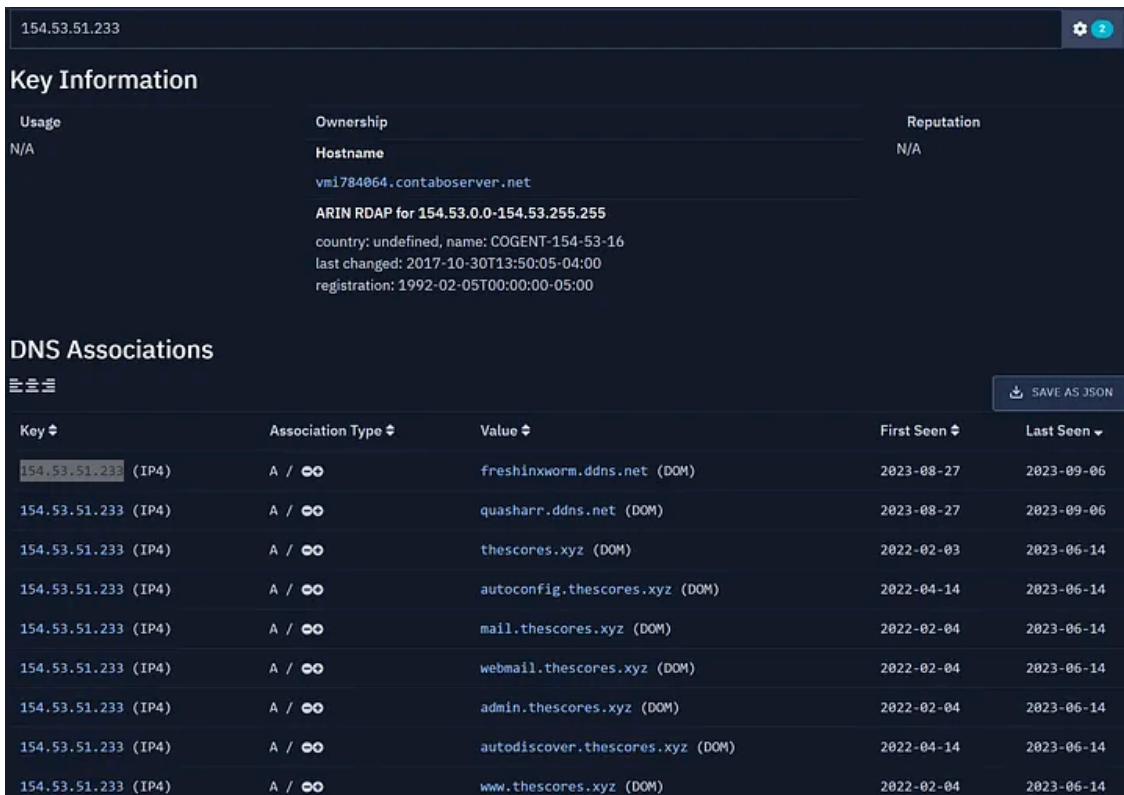 154.53.51.233
2
Key Information
Usage Ownership Reputation
N/A Hostname N/A
vmi784064.contaboserver.net
ARIN RDAP for 154.53.0.0-154.53.255.255
country: undefined, name: COGENT-154-53-16
last changed: 2017-10-30T13:50:05-04:00
registration: 1992-02-05T00:00:00-05:00
DNS Associations
SAVE AS JSON
Key Association Type Value First Seen Last Seen
154.53.51.233 (IP4) A / freshinxworm.ddns.net (DOM) 2023-08-27 2023-09-06
154.53.51.233 (IP4) A / quasharr.ddns.net (DOM) 2023-08-27 2023-09-06
154.53.51.233 (IP4) A / thescores.xyz (DOM) 2022-02-03 2023-06-14
154.53.51.233 (IP4) A / autoconfig.thescores.xyz (DOM) 2022-04-14 2023-06-14
154.53.51.233 (IP4) A / mail.thescores.xyz (DOM) 2022-02-04 2023-06-14
154.53.51.233 (IP4) A / webmail.thescores.xyz (DOM) 2022-02-04 2023-06-14
154.53.51.233 (IP4) A / admin.thescores.xyz (DOM) 2022-02-04 2023-06-14
154.53.51.233 (IP4) A / autodiscover.thescores.xyz (DOM) 2022-04-14 2023-06-14
154.53.51.233 (IP4) A / www.thescores.xyz (DOM) 2022-02-04 2023-06-14